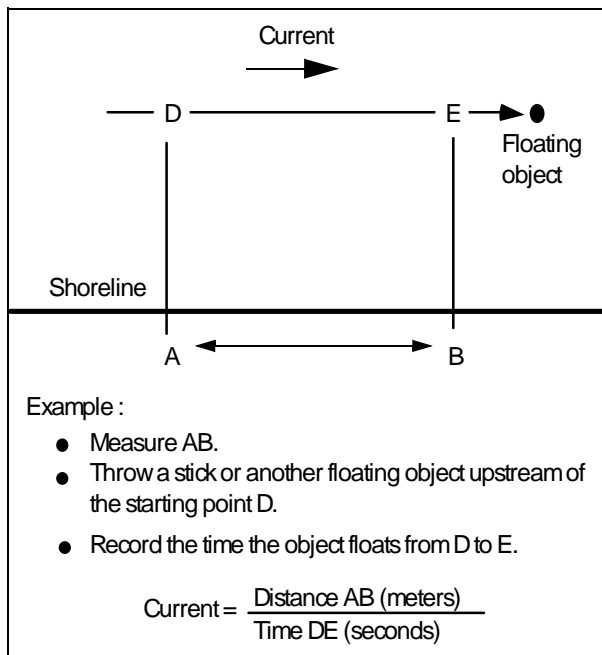 Current
D E
Floating
object
Shoreline
A B
Example :
● Measure AB.
● Throw a stick or another floating object upstream of
the starting point D.
● Record the time the object floats from D to E.
Current = Distance AB (meters)
Time DE (seconds)